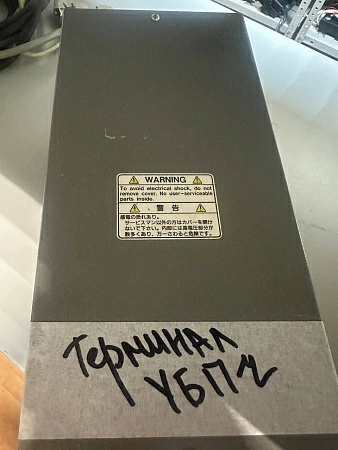 WARNING
To avoid electrical shock, do not
remove cover. No user-serviceable
parts inside.
警告
感電の恐れあり。
サービスマン以外の方はカバーを開け
ないで下さい。内部には高電圧部分が
数多くあり、万一さわると危険です。
Терминал
УБПЧ